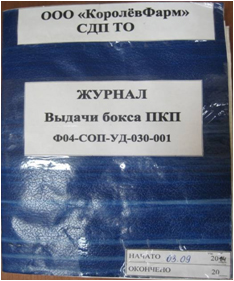 ООО «КоролёвФарм»
СДП ТО
ЖУРНАЛ
Выдачи бокса ПКП
Ф04-СОП-УД-030-001
НАЧАТО 03.09 20
ОКОНЧЕНО 20